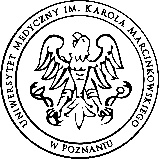 UNIWERSYTET MEDYCZNY IM. KAROLA MARCINKOWSKIEGO
W POZNANIU